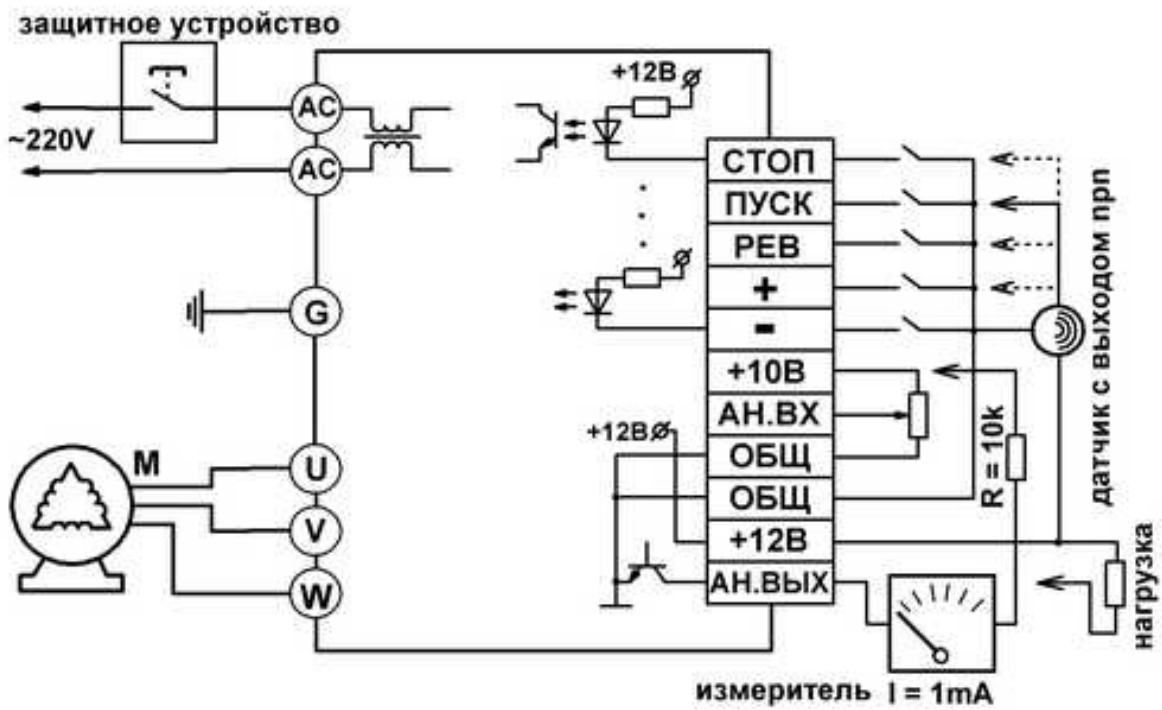 защитное устройство
~220V
AC
AC
G
M
U
V
W
+12В
+12В
СТОП
ПУСК
РЕВ
+
-
+10В
АН.ВХ
ОБЩ
ОБЩ
+12В
АН.ВЫХ
R = 10k
датчик с выходом npn
нагрузка
измеритель I = 1mA